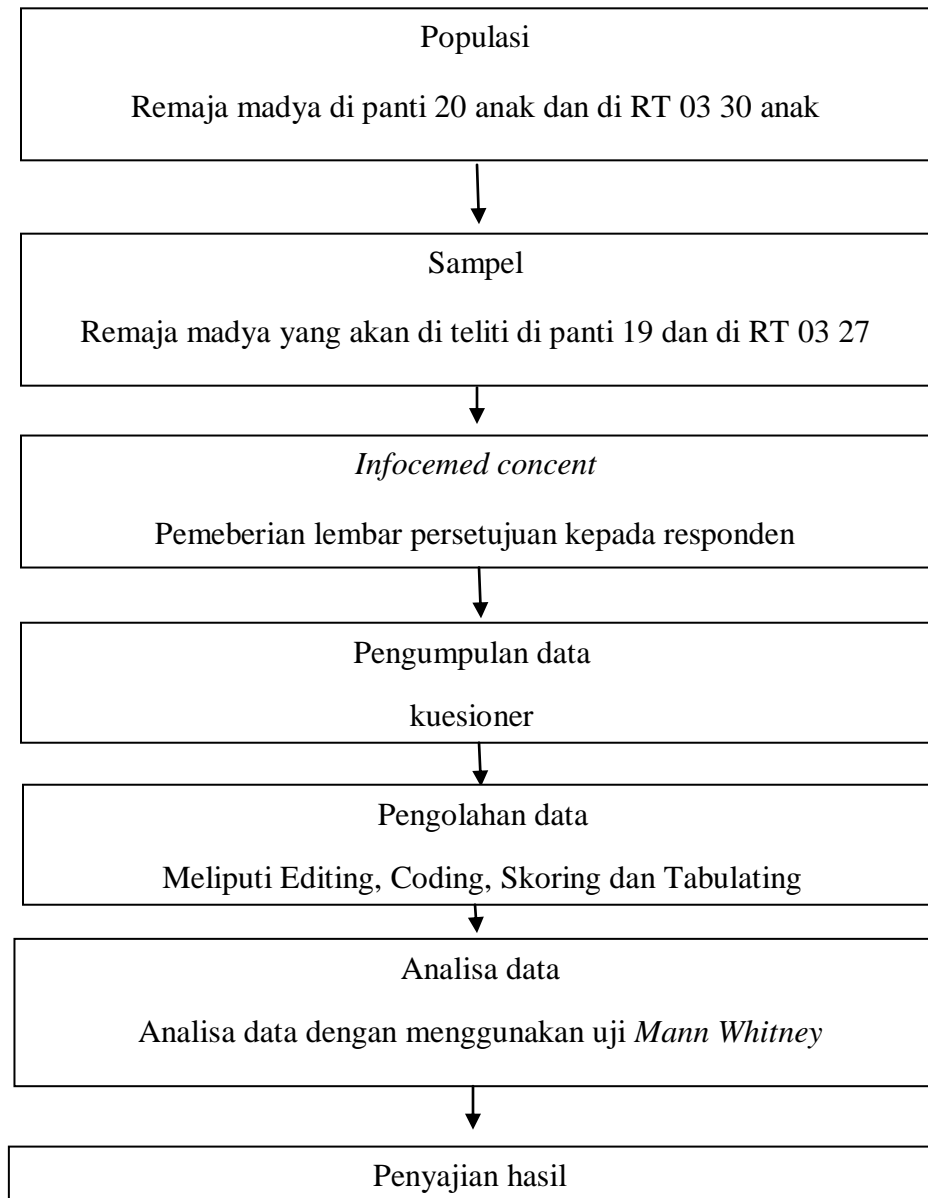 Populasi
Remaja madya di panti 20 anak dan di RT 03 30 anak
Sampel
Remaja madya yang akan di teliti di panti 19 dan di RT 03 27
Infocemed concent
Pemeberian lembar persetujuan kepada responden
Pengumpulan data
kuesioner
Pengolahan data
Meliputi Editing, Coding, Skoring dan Tabulating
Analisa data
Analisa data dengan menggunakan uji Mann Whitney
Penyajian hasil